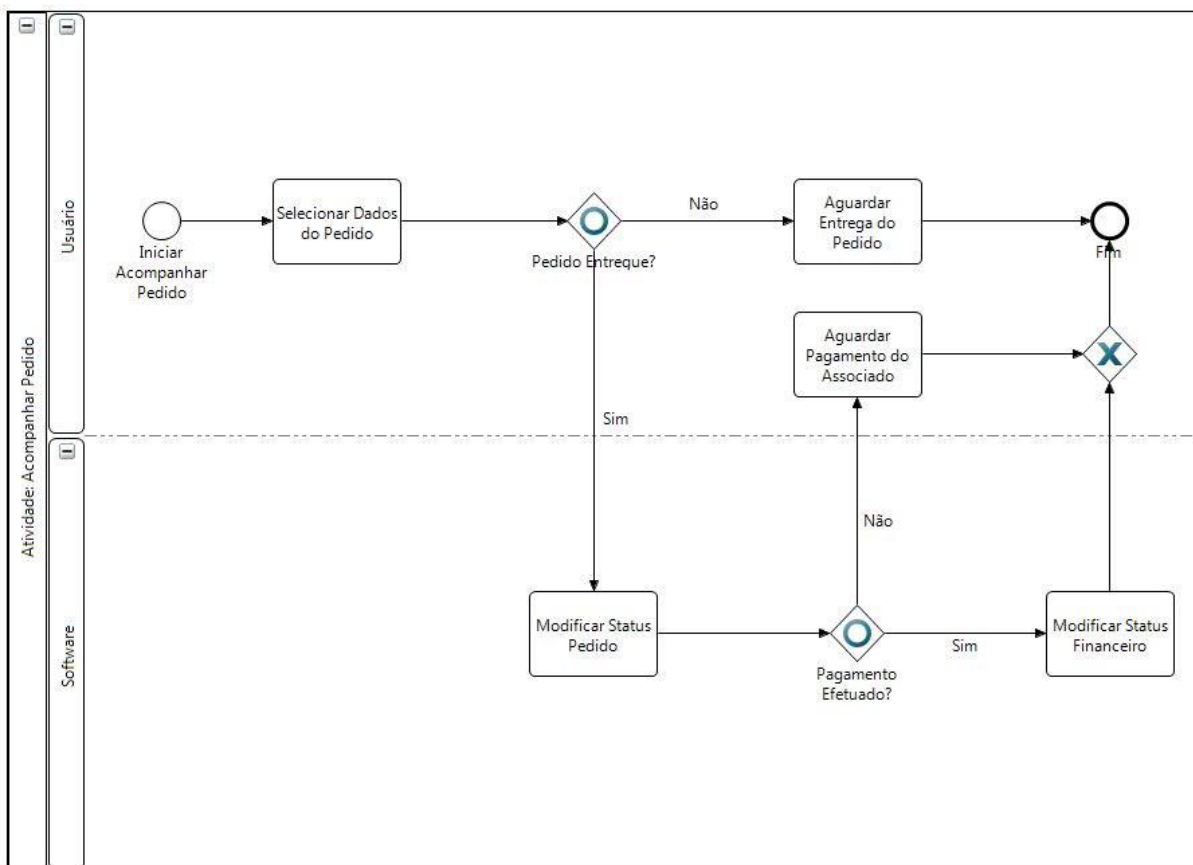 Atividade: Acompanhar Pedido
Usuário
Iniciar
Acompanhar
Pedido
Selecionar Dados
do Pedido
Pedido Entreque?
Não
Aguardar
Entrega do
Pedido
Fim
Aguardar
Pagamento do
Associado
Sim
Software
Modificar Status
Pedido
Não
Pagamento
Efetuado?
Sim
Modificar Status
Financeiro